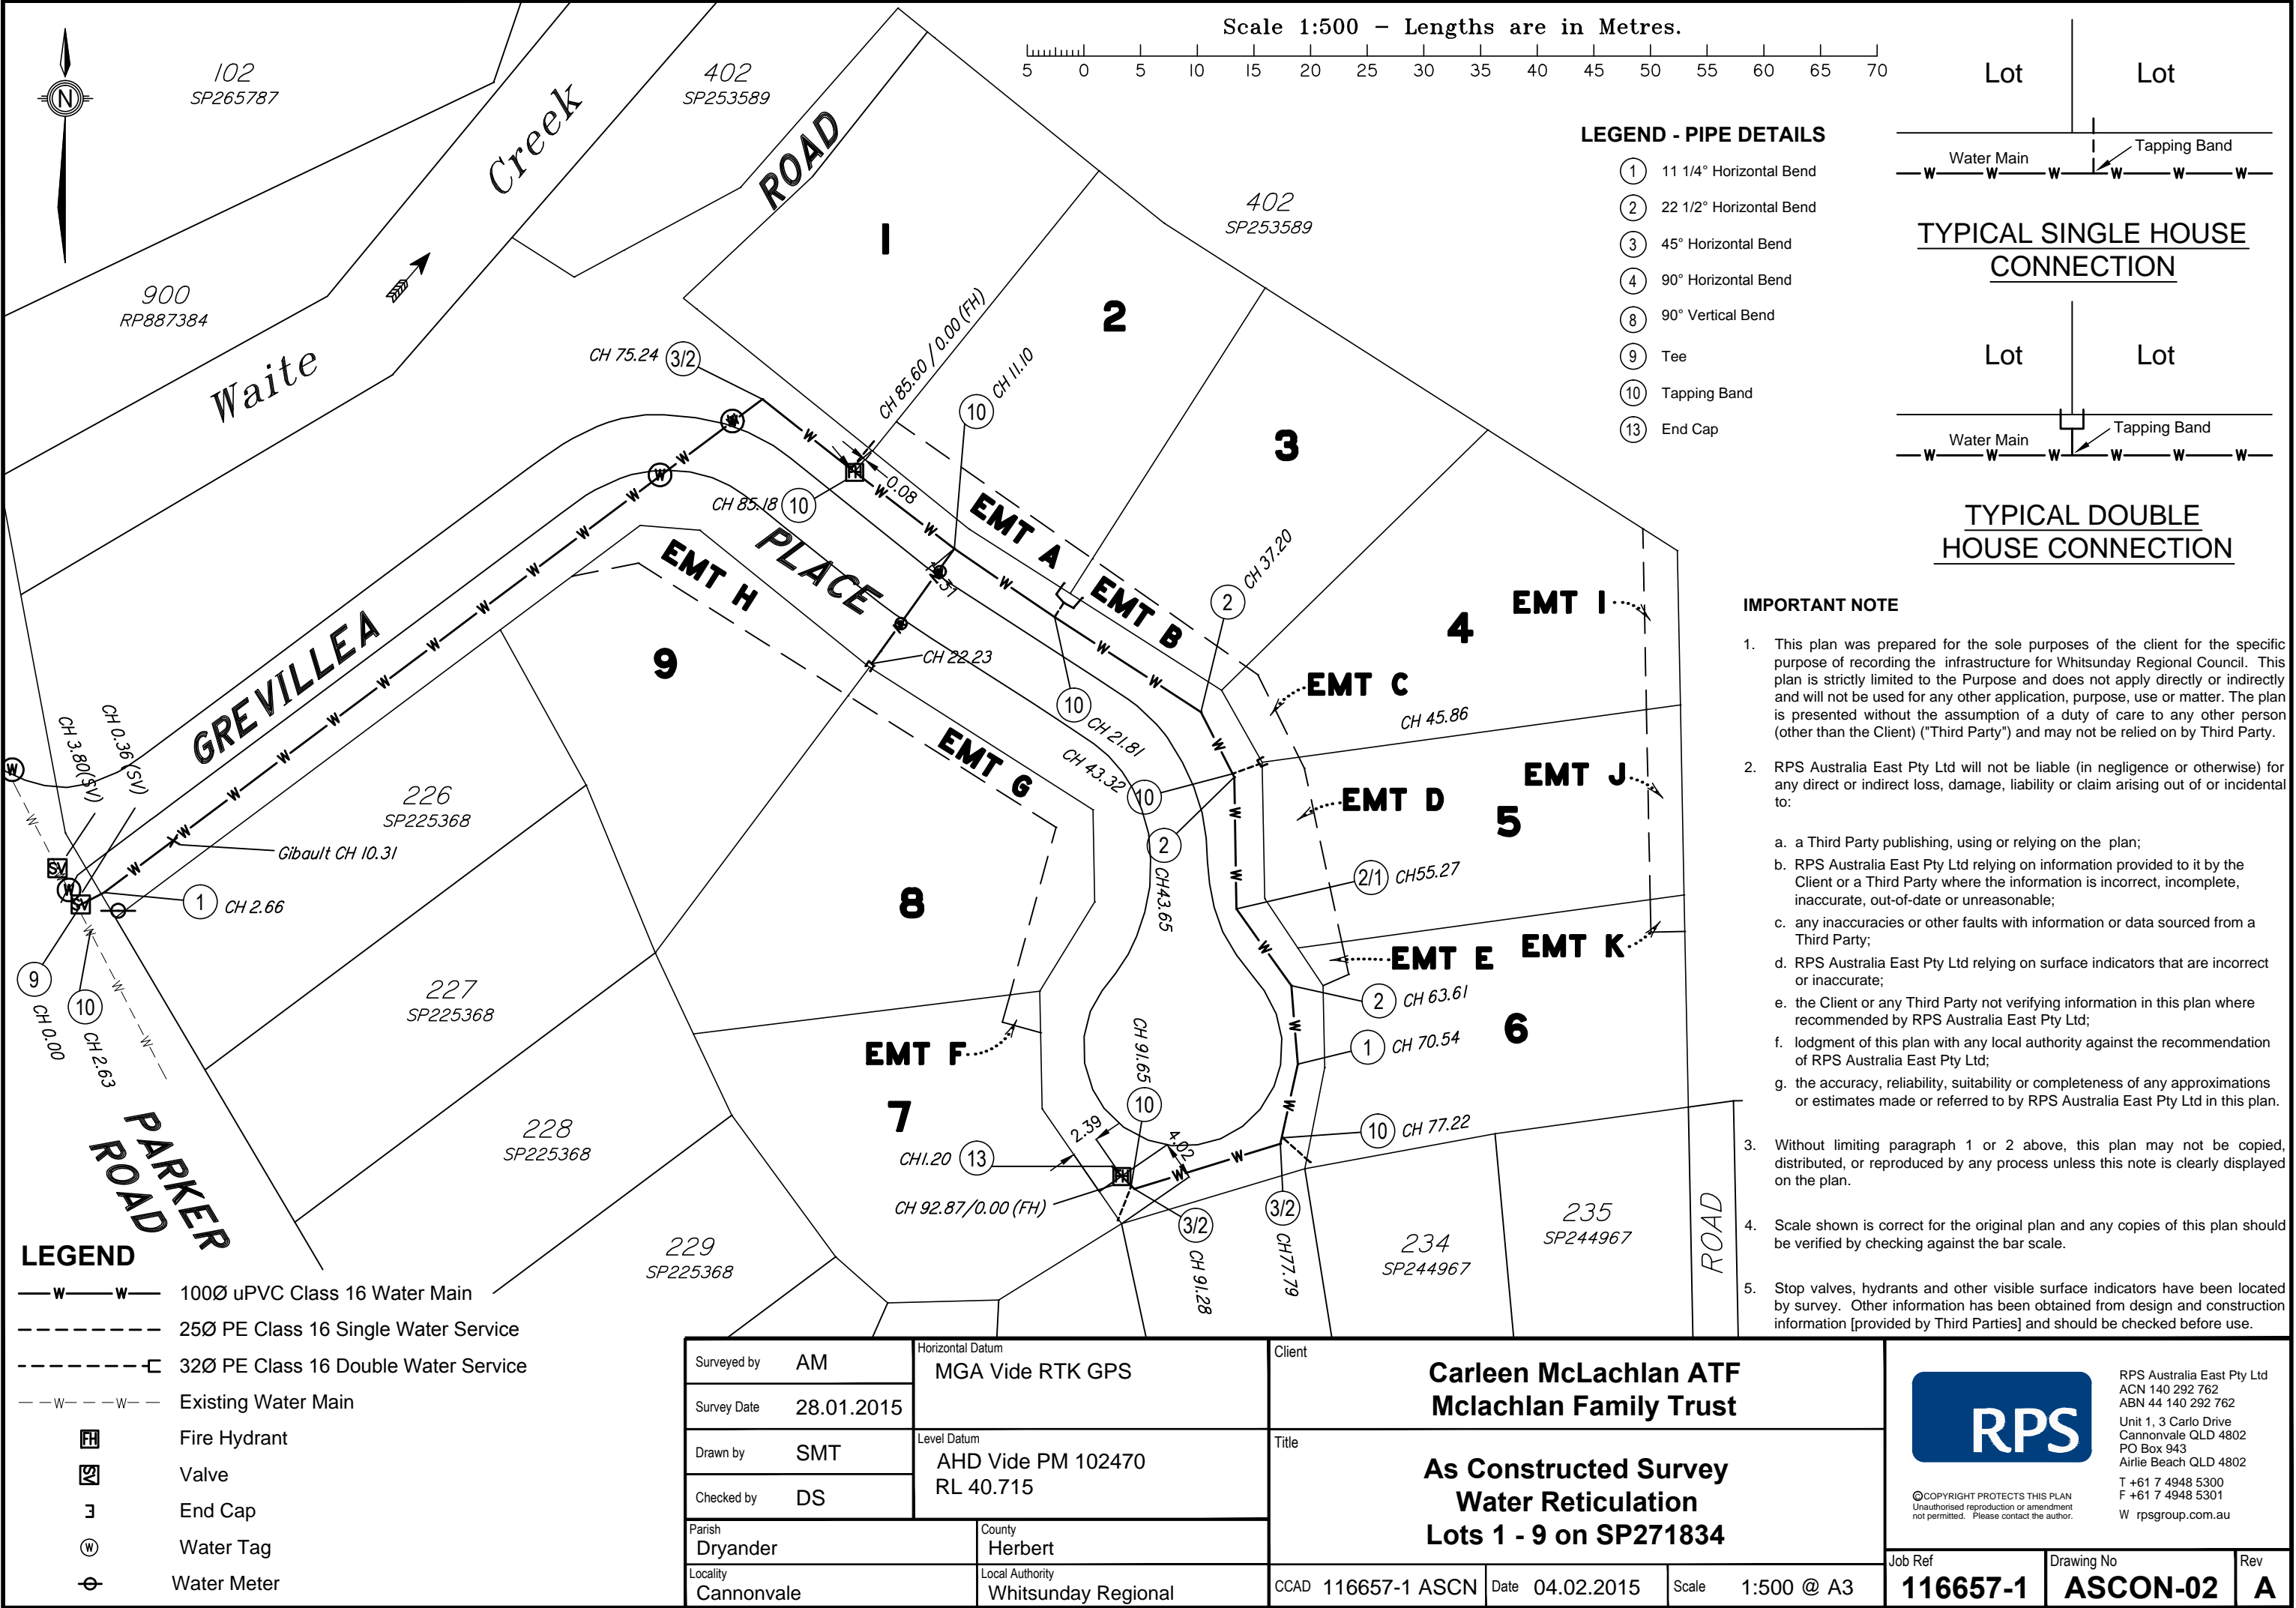 Scale 1:500 - Lengths are in Metres.
5 0 5 10 15 20 25 30 35 40 45 50 55 60 65 70
N
102
SP265787
402
SP253589
Creek
ROAD
900
RP887384
Waite
1
402
SP253589
2
CH 75.24 3/2
CH 85.60 / 0.00 (FH)
10 CH 11.10
3
FH
CH 85.18 10
0.08
EMT A
EMT B
2 CH 37.20
EMT H
PLACE
9
CH 22.23
10 CH 21.81
4
EMT I
EMT C
CH 45.86
GREVILLEA
EMT G
CH 43.32
10
EMT D
EMT J
5
2
CH43.65
2/1 CH55.27
CH 3.80(SV)
CH 0.36 (SV)
226
SP225368
Gibault CH 10.31
SV
SV
1 CH 2.66
8
EMT E
EMT K
9
CH 0.00
10
CH 2.63
227
SP225368
2 CH 63.61
6
EMT F
1 CH 70.54
CH 91.65
10
7
2.39
4.02
10 CH 77.22
228
SP225368
CH1.20 13
FH
CH 92.87/0.00 (FH)
3/2
CH 91.28
3/2
CH77.79
PARKER
ROAD
229
SP225368
234
SP244967
235
SP244967
ROAD
LEGEND - PIPE DETAILS
1 11 1/4° Horizontal Bend
2 22 1/2° Horizontal Bend
3 45° Horizontal Bend
4 90° Horizontal Bend
8 90° Vertical Bend
9 Tee
10 Tapping Band
13 End Cap
Lot Lot
Tapping Band
Water Main
W W W W W W
TYPICAL SINGLE HOUSE
CONNECTION
Lot Lot
Tapping Band
Water Main
W W W W W W
TYPICAL DOUBLE
HOUSE CONNECTION
IMPORTANT NOTE
1. This plan was prepared for the sole purposes of the client for the specific
purpose of recording the infrastructure for Whitsunday Regional Council. This
plan is strictly limited to the Purpose and does not apply directly or indirectly
and will not be used for any other application, purpose, use or matter. The plan
is presented without the assumption of a duty of care to any other person
(other than the Client) ("Third Party") and may not be relied on by Third Party.
2. RPS Australia East Pty Ltd will not be liable (in negligence or otherwise) for
any direct or indirect loss, damage, liability or claim arising out of or incidental
to:
a. a Third Party publishing, using or relying on the plan;
b. RPS Australia East Pty Ltd relying on information provided to it by the
Client or a Third Party where the information is incorrect, incomplete,
inaccurate, out-of-date or unreasonable;
c. any inaccuracies or other faults with information or data sourced from a
Third Party;
d. RPS Australia East Pty Ltd relying on surface indicators that are incorrect
or inaccurate;
e. the Client or any Third Party not verifying information in this plan where
recommended by RPS Australia East Pty Ltd;
f. lodgment of this plan with any local authority against the recommendation
of RPS Australia East Pty Ltd;
g. the accuracy, reliability, suitability or completeness of any approximations
or estimates made or referred to by RPS Australia East Pty Ltd in this plan.
3. Without limiting paragraph 1 or 2 above, this plan may not be copied,
distributed, or reproduced by any process unless this note is clearly displayed
on the plan.
4. Scale shown is correct for the original plan and any copies of this plan should
be verified by checking against the bar scale.
5. Stop valves, hydrants and other visible surface indicators have been located
by survey. Other information has been obtained from design and construction
information [provided by Third Parties] and should be checked before use.
LEGEND
W W 100Ø uPVC Class 16 Water Main
25Ø PE Class 16 Single Water Service
32Ø PE Class 16 Double Water Service
W W Existing Water Main
FH Fire Hydrant
SV Valve
End Cap
W Water Tag
Water Meter
Surveyed by AM
Survey Date 28.01.2015
Drawn by SMT
Checked by DS
Horizontal Datum
MGA Vide RTK GPS
Level Datum
AHD Vide PM 102470
RL 40.715
Parish
Dryander
County
Herbert
Locality
Cannonvale
Local Authority
Whitsunday Regional
Client
Carleen McLachlan ATF
Mclachlan Family Trust
Title
As Constructed Survey
Water Reticulation
Lots 1 - 9 on SP271834
CCAD 116657-1 ASCN Date 04.02.2015 Scale 1:500 @ A3
RPS
©COPYRIGHT PROTECTS THIS PLAN
Unauthorised reproduction or amendment
not permitted. Please contact the author.
RPS Australia East Pty Ltd
ACN 140 292 762
ABN 44 140 292 762
Unit 1, 3 Carlo Drive
Cannonvale QLD 4802
PO Box 943
Airlie Beach QLD 4802
T +61 7 4948 5300
F +61 7 4948 5301
W rpsgroup.com.au
Job Ref
116657-1
Drawing No
ASCON-02
Rev
A